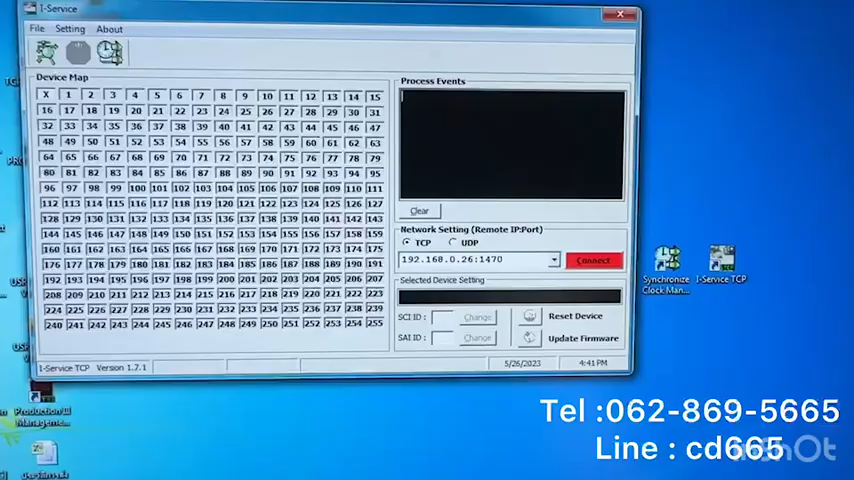 I-Service
File Setting About
Device Map
X 1 2 3 4 5 6 7 8 9 10 11 12 13 14 15
16 17 18 19 20 21 22 23 24 25 26 27 28 29 30 31
32 33 34 35 36 37 38 39 40 41 42 43 44 45 46 47
48 49 50 51 52 53 54 55 56 57 58 59 60 61 62 63
64 65 66 67 68 69 70 71 72 73 74 75 76 77 78 79
80 81 82 83 84 85 86 87 88 89 90 91 92 93 94 95
96 97 98 99 100 101 102 103 104 105 106 107 108 109 110 111
112 113 114 115 116 117 118 119 120 121 122 123 124 125 126 127
128 129 130 131 132 133 134 135 136 137 138 139 140 141 142 143
144 145 146 147 148 149 150 151 152 153 154 155 156 157 158 159
160 161 162 163 164 165 166 167 168 169 170 171 172 173 174 175
176 177 178 179 180 181 182 183 184 185 186 187 188 189 190 191
192 193 194 195 196 197 198 199 200 201 202 203 204 205 206 207
208 209 210 211 212 213 214 215 216 217 218 219 220 221 222 223
224 225 226 227 228 229 230 231 232 233 234 235 236 237 238 239
240 241 242 243 244 245 246 247 248 249 250 251 252 253 254 255
Process Events
Clear
Network Setting (Remote IP:Port)
TCP UDP
192.168.0.26:1470 Connect
Selected Device Setting
SCI ID : Change Reset Device
SAI ID : Change Update Firmware
I-Service TCP Version 1.7.1 5/26/2023 4:41 PM
Synchronize
Clock Man...
I-Service TCP
Production III
Manageme...
Tel :062-869-5665
Line : cd665